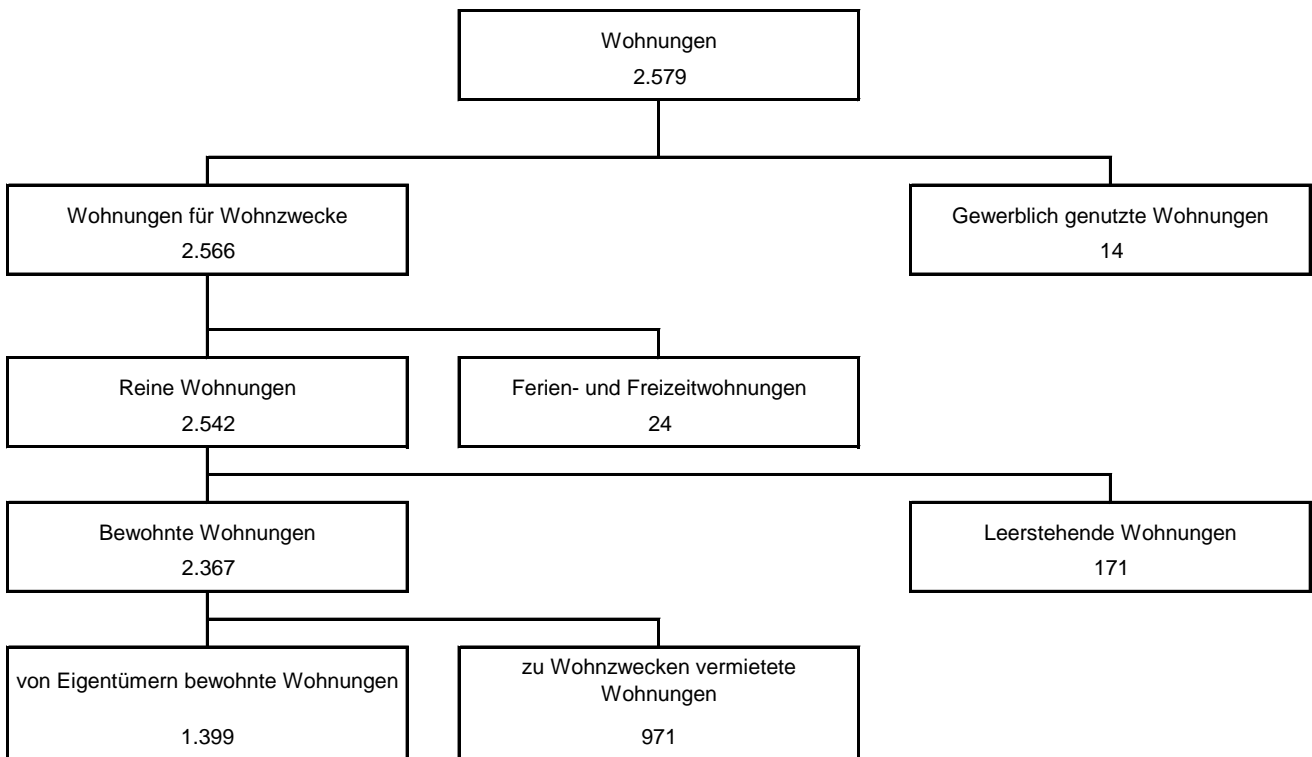 Wohnungen
2.579
Wohnungen für Wohnzwecke
2.566
Gewerblich genutzte Wohnungen
14
Reine Wohnungen
2.542
Ferien- und Freizeitwohnungen
24
Bewohnte Wohnungen
2.367
Leerstehende Wohnungen
171
von Eigentümern bewohnte Wohnungen
1.399
zu Wohnzwecken vermietete
Wohnungen
971